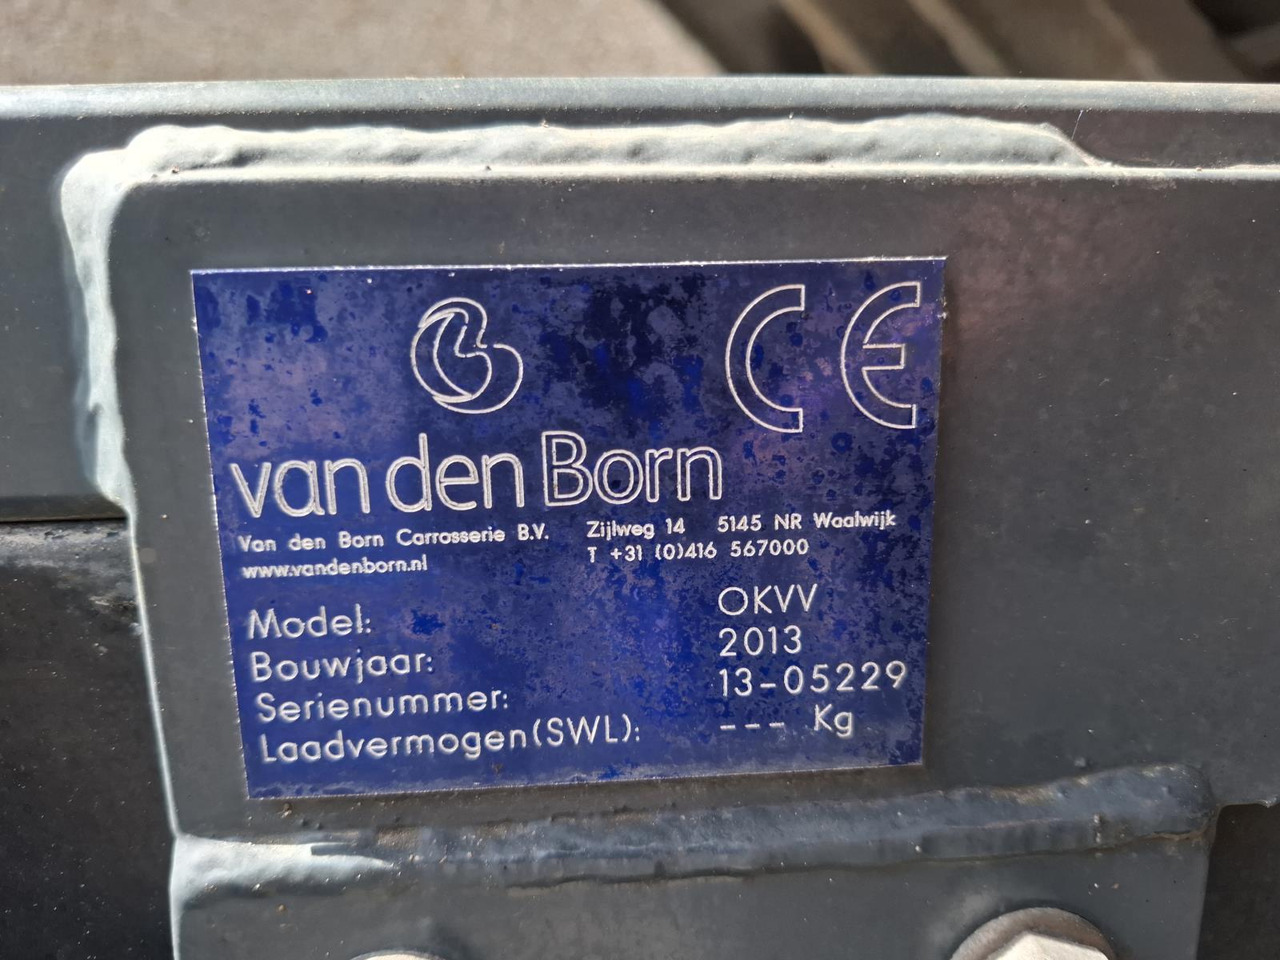 CE
van den Born
Van den Born Carrosserie B.V. Zijlweg 14 5145 NR Waalwijk
www.vandenborn.nl T +31 (0)416 567000
Model: OKVV
Bouwjaar: 2013
Serienummer: 13-05229
Laadvermogen(SWL): --- Kg